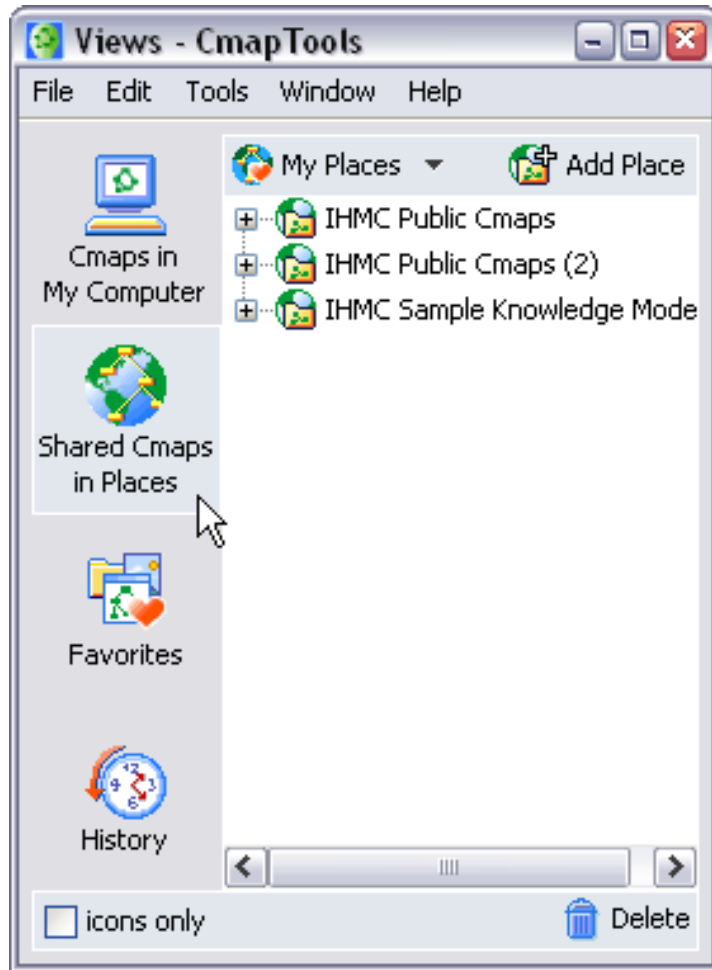 Views - CmapTools
File Edit Tools Window Help
My Places Add Place
Cmaps in
My Computer
Shared Cmaps
in Places
Favorites
History
IHMC Public Cmaps
IHMC Public Cmaps (2)
IHMC Sample Knowledge Mode
icons only Delete